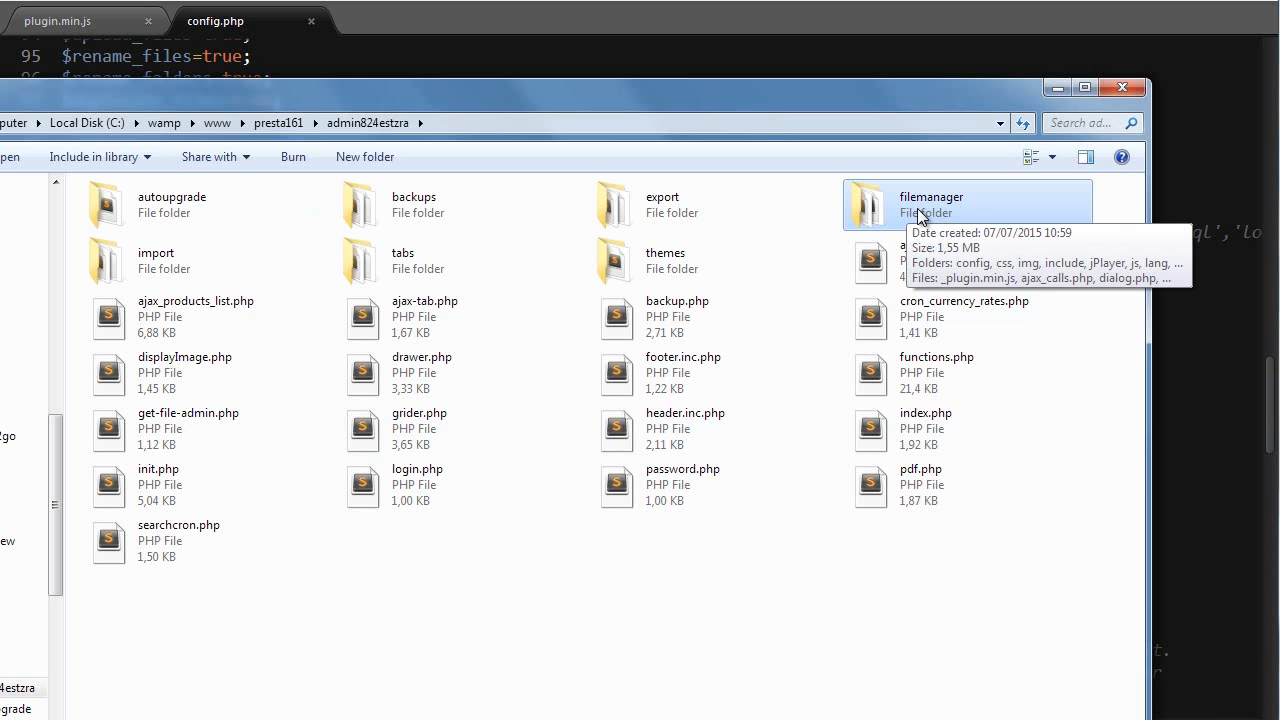 plugin.min.js × config.php ×
95 $rename_files=true;
puter ▸ Local Disk (C:) ▸ wamp ▸ www ▸ presta161 ▸ admin824estzra ▸
Search ad...
pen Include in library Share with Burn New folder
autoupgrade
File folder
backups
File folder
export
File folder
filemanager
File folder
Date created: 07/07/2015 10:59
Size: 1,55 MB
Folders: config, css, img, include, jPlayer, js, lang, ...
Files: _plugin.min.js, ajax_calls.php, dialog.php, ...
ql','lo
import
File folder
tabs
File folder
themes
File folder
ajax_products_list.php
PHP File
6,88 KB
ajax-tab.php
PHP File
1,67 KB
backup.php
PHP File
2,71 KB
cron_currency_rates.php
PHP File
1,41 KB
displayImage.php
PHP File
1,45 KB
drawer.php
PHP File
3,33 KB
footer.inc.php
PHP File
1,22 KB
functions.php
PHP File
21,4 KB
get-file-admin.php
PHP File
1,12 KB
grider.php
PHP File
3,65 KB
header.inc.php
PHP File
2,11 KB
index.php
PHP File
1,92 KB
init.php
PHP File
5,04 KB
login.php
PHP File
1,00 KB
password.php
PHP File
1,00 KB
pdf.php
PHP File
1,87 KB
searchcron.php
PHP File
1,50 KB
2go
ew
4estzra
grade
t.
r